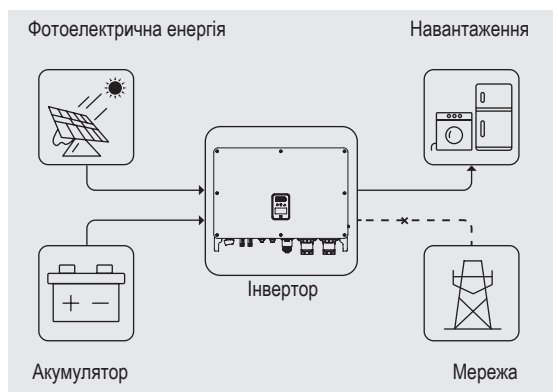 Фотоелектрична енергія
Навантаження
Інвертор
Акумулятор
Мережа